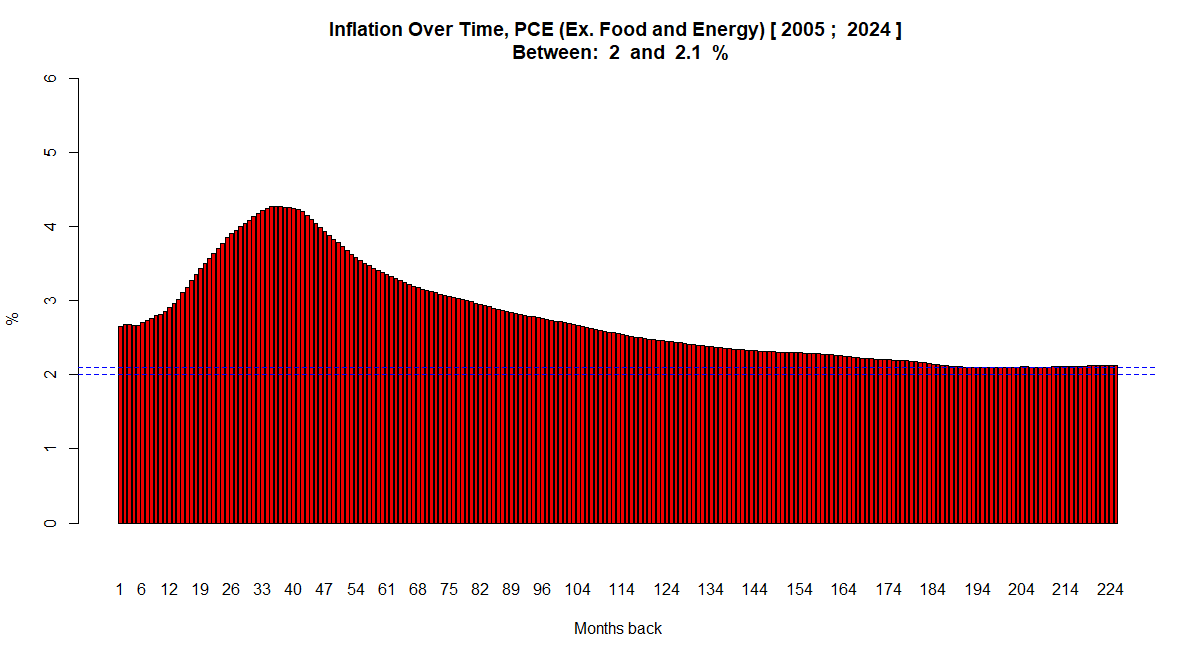 Inflation Over Time, PCE (Ex. Food and Energy) [ 2005 ;  2024 ]
Between:  2  and  2.1  %
6
5
4
3
2
1
0
%
1 6 12 19 26 33 40 47 54 61 68 75 82 89 96 104 114 124 134 144 154 164 174 184 194 204 214 224
Months back